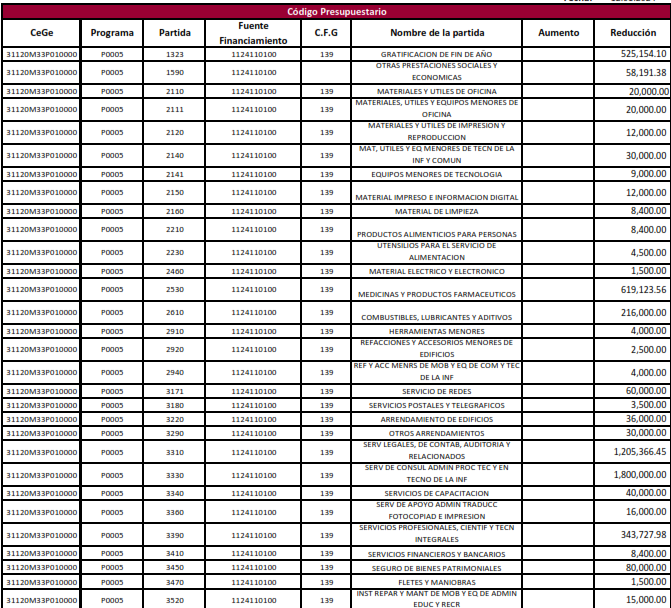 Código Presupuestario
CeGe Programa Partida Fuente Financiamiento C.F.G Nombre de la partida Aumento Reducción
31120M33P010000 P0005 1323 1124110100 139 GRATIFICACION DE FIN DE AÑO 525,154.10
31120M33P010000 P0005 1590 1124110100 OTRAS PRESTACIONES SOCIALES Y ECONOMICAS 58,191.38
31120M33P010000 P0005 2110 1124110100 139 MATERIALES Y UTILES DE OFICINA 20,000.00
31120M33P010000 P0005 2111 1124110100 139 MATERIALES, UTILES Y EQUIPOS MENORES DE OFICINA 20,000.00
31120M33P010000 P0005 2120 1124110100 139 MATERIALES Y UTILES DE IMPRESION Y REPRODUCCION 12,000.00
31120M33P010000 P0005 2140 1124110100 139 MAT, UTILES Y EQ MENORES DE TECN DE LA INF Y COMUN 30,000.00
31120M33P010000 P0005 2141 1124110100 139 EQUIPOS MENORES DE TECNOLOGIA 9,000.00
31120M33P010000 P0005 2150 1124110100 139 MATERIAL IMPRESO E INFORMACION DIGITAL 12,000.00
31120M33P010000 P0005 2160 1124110100 139 MATERIAL DE LIMPIEZA 8,400.00
31120M33P010000 P0005 2210 1124110100 139 PRODUCTOS ALIMENTICIOS PARA PERSONAS 8,400.00
31120M33P010000 P0005 2230 1124110100 139 UTENSILIOS PARA EL SERVICIO DE ALIMENTACION 4,500.00
31120M33P010000 P0005 2460 1124110100 139 MATERIAL ELECTRICO Y ELECTRONICO 1,500.00
31120M33P010000 P0005 2530 1124110100 139 MEDICINAS Y PRODUCTOS FARMACEUTICOS 619,123.56
31120M33P010000 P0005 2610 1124110100 139 COMBUSTIBLES, LUBRICANTES Y ADITIVOS 216,000.00
31120M33P010000 P0005 2910 1124110100 139 HERRAMIENTAS MENORES 4,000.00
31120M33P010000 P0005 2920 1124110100 139 REFACCIONES Y ACCESORIOS MENORES DE EDIFICIOS 2,500.00
31120M33P010000 P0005 2940 1124110100 139 REF Y ACC MENRS DE MOB Y EQ DE COM Y TEC DE LA INF 4,000.00
31120M33P010000 P0005 3171 1124110100 139 SERVICIO DE REDES 60,000.00
31120M33P010000 P0005 3180 1124110100 139 SERVICIOS POSTALES Y TELEGRAFICOS 3,500.00
31120M33P010000 P0005 3220 1124110100 139 ARRENDAMIENTO DE EDIFICIOS 36,000.00
31120M33P010000 P0005 3290 1124110100 139 OTROS ARRENDAMIENTOS 30,000.00
31120M33P010000 P0005 3310 1124110100 139 SERV LEGALES, DE CONTAB, AUDITORIA Y RELACIONADOS 1,205,366.45
31120M33P010000 P0005 3330 1124110100 139 SERV DE CONSUL ADMIN PROC TEC Y EN TECNO DE LA INF 1,800,000.00
31120M33P010000 P0005 3340 1124110100 139 SERVICIOS DE CAPACITACION 40,000.00
31120M33P010000 P0005 3360 1124110100 139 SERV DE APOYO ADMIN TRADUCC FOTOCOPIAD E IMPRESION 16,000.00
31120M33P010000 P0005 3390 1124110100 139 SERVICIOS PROFESIONALES, CIENTIF Y TECN INTEGRALES 343,727.98
31120M33P010000 P0005 3410 1124110100 139 SERVICIOS FINANCIEROS Y BANCARIOS 8,400.00
31120M33P010000 P0005 3450 1124110100 139 SEGURO DE BIENES PATRIMONIALES 80,000.00
31120M33P010000 P0005 3470 1124110100 139 FLETES Y MANIOBRAS 1,500.00
31120M33P010000 P0005 3520 1124110100 139 INST REPAR Y MANT DE MOB Y EQ DE ADMIN EDUC Y RECR 15,000.00